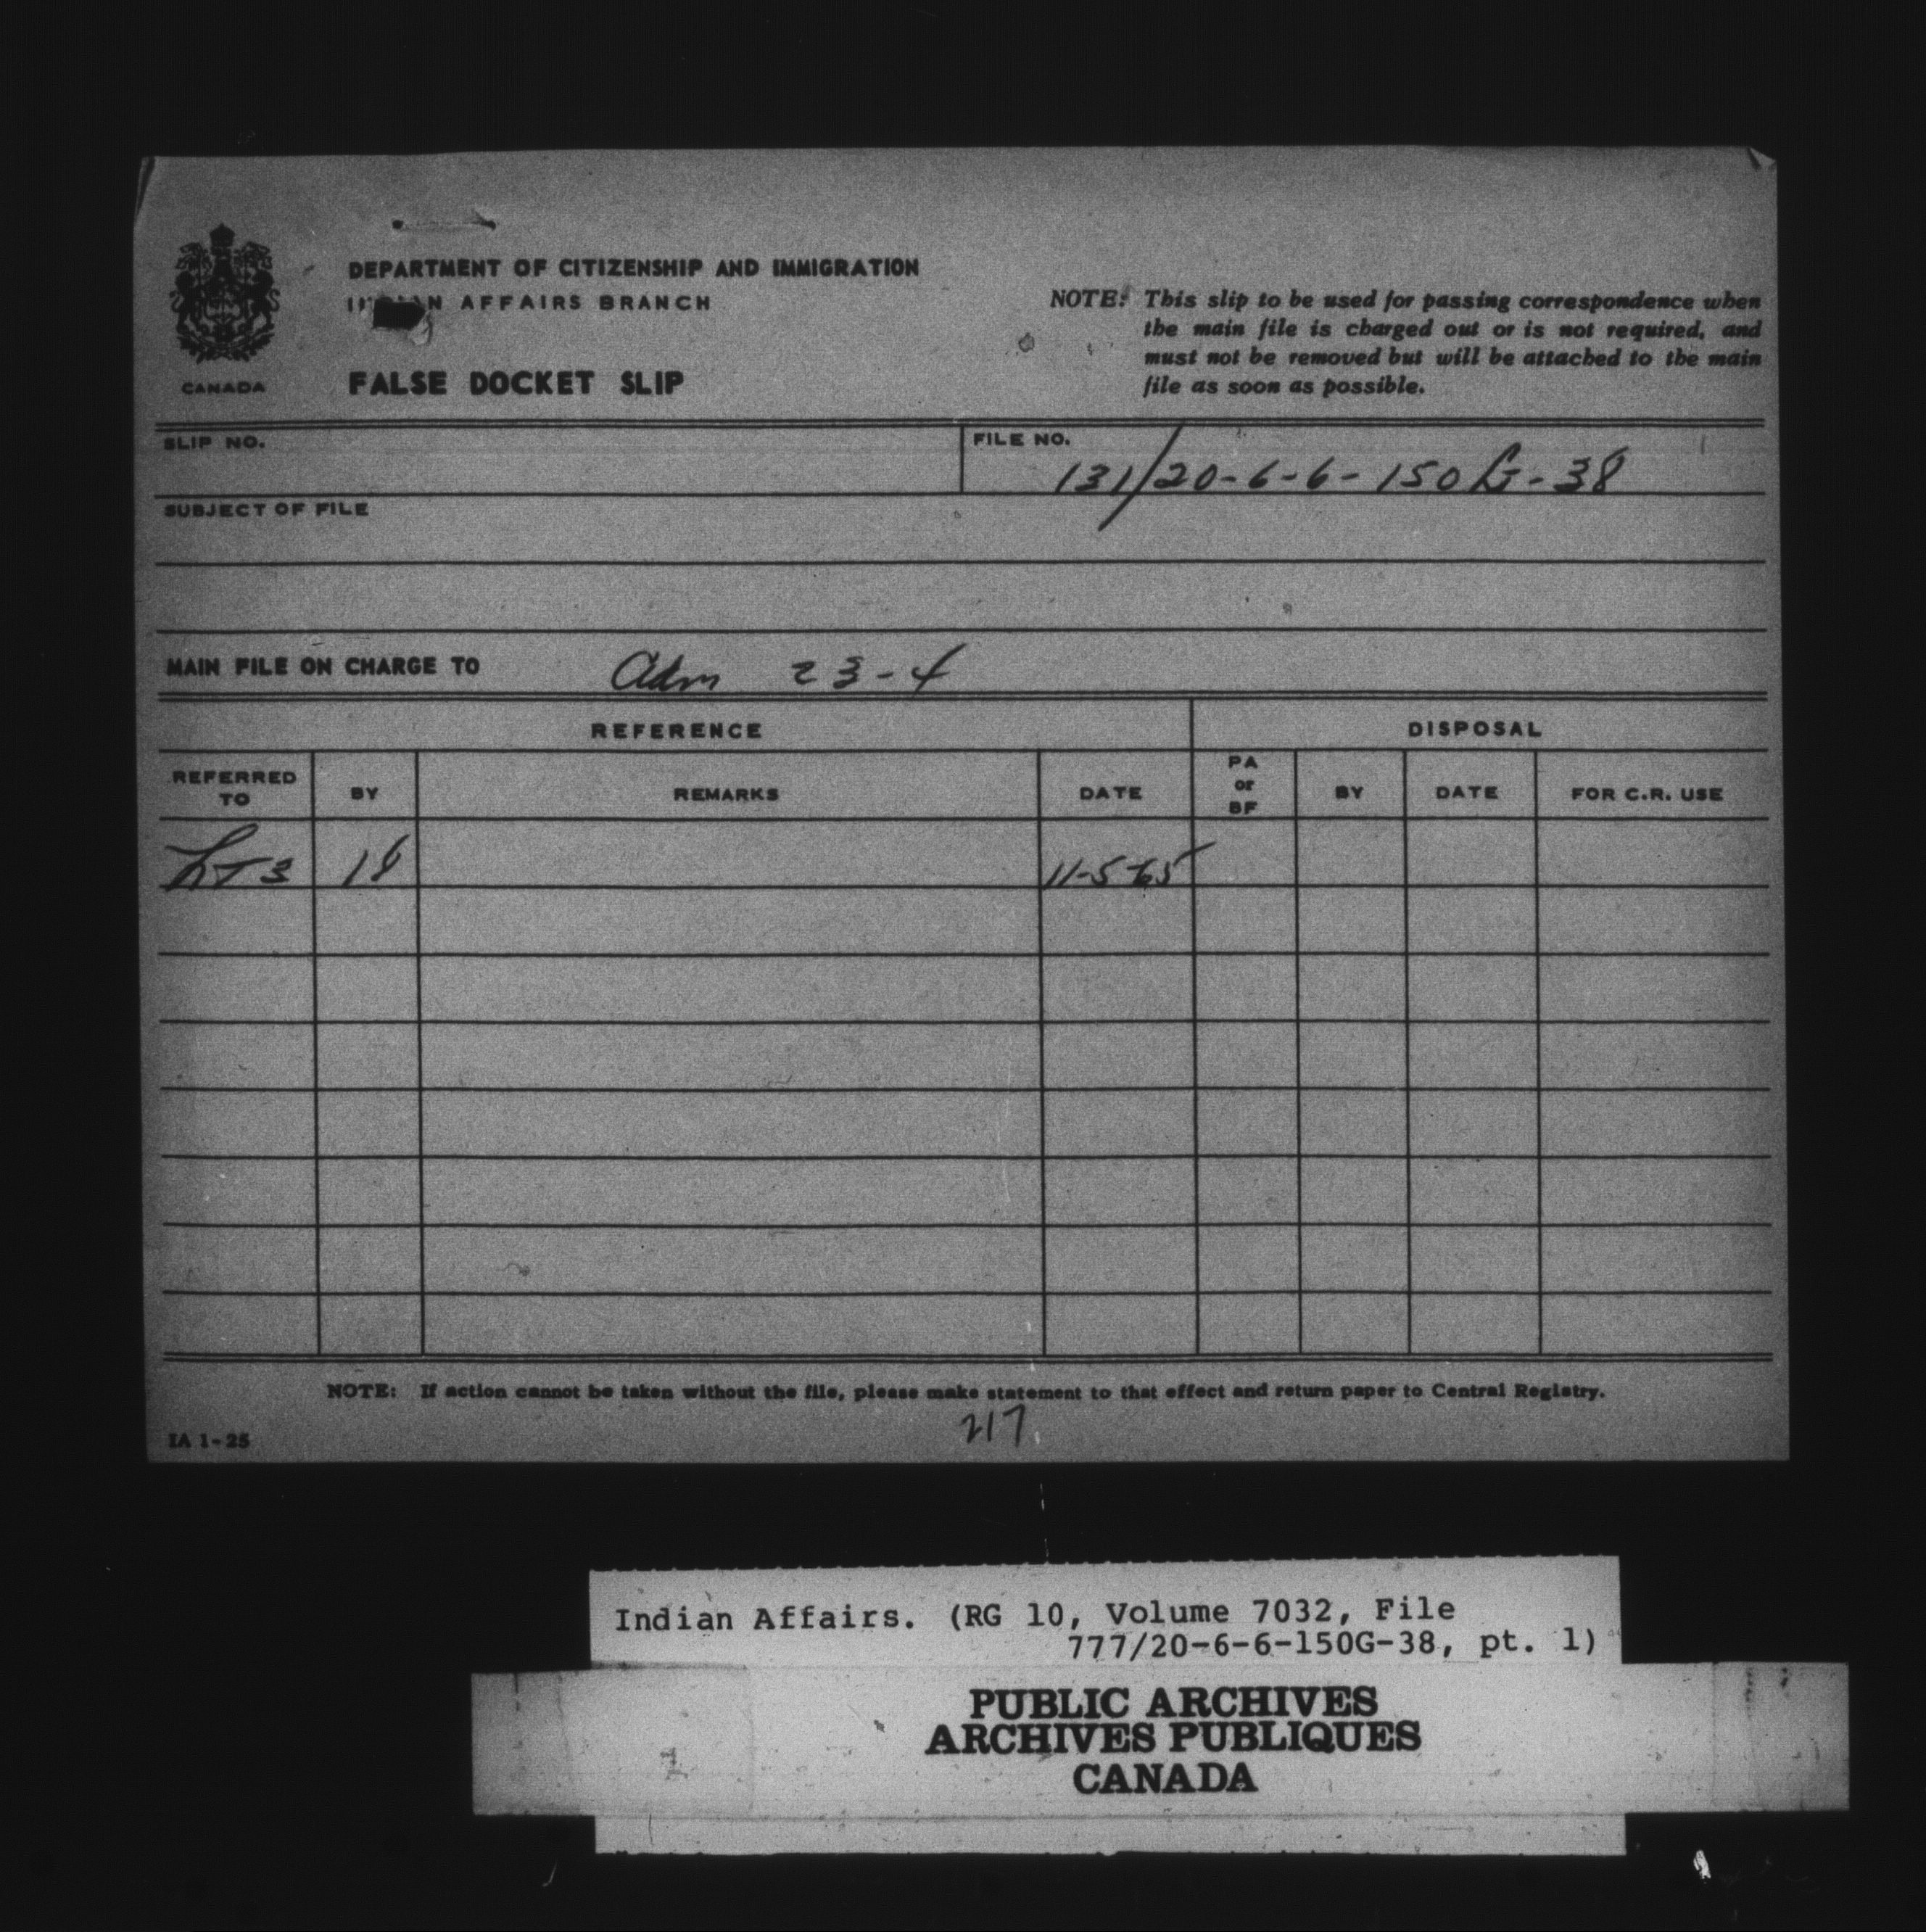 DEPARTMENT OF CITIZENSHIP AND IMMIGRATION
AFFAIRS BRANCH
CANADA
FALSE DOCKET SLIP
NOTE: This slip to be used for passing correspondence when
the main file is charged out or is not required, and
must not be removed but will be attached to the main
file as soon as possible.
SLIP NO.
FILE NO.
131/20-6-6-150G-38
SUBJECT OF FILE
MAIN FILE ON CHARGE TO Adm 23-4
REFERENCE DISPOSAL
REFERRED TO BY REMARKS DATE PA or BF BY DATE FOR C.R. USE
LT3 18 11-5-65
NOTE: If action cannot be taken without the file, please make statement to that effect and return paper to Central Registry.
217
IA 1-25
Indian Affairs. (RG 10, Volume 7032, File
777/20-6-6-150G-38, pt. 1)
PUBLIC ARCHIVES
ARCHIVES PUBLIQUES
CANADA